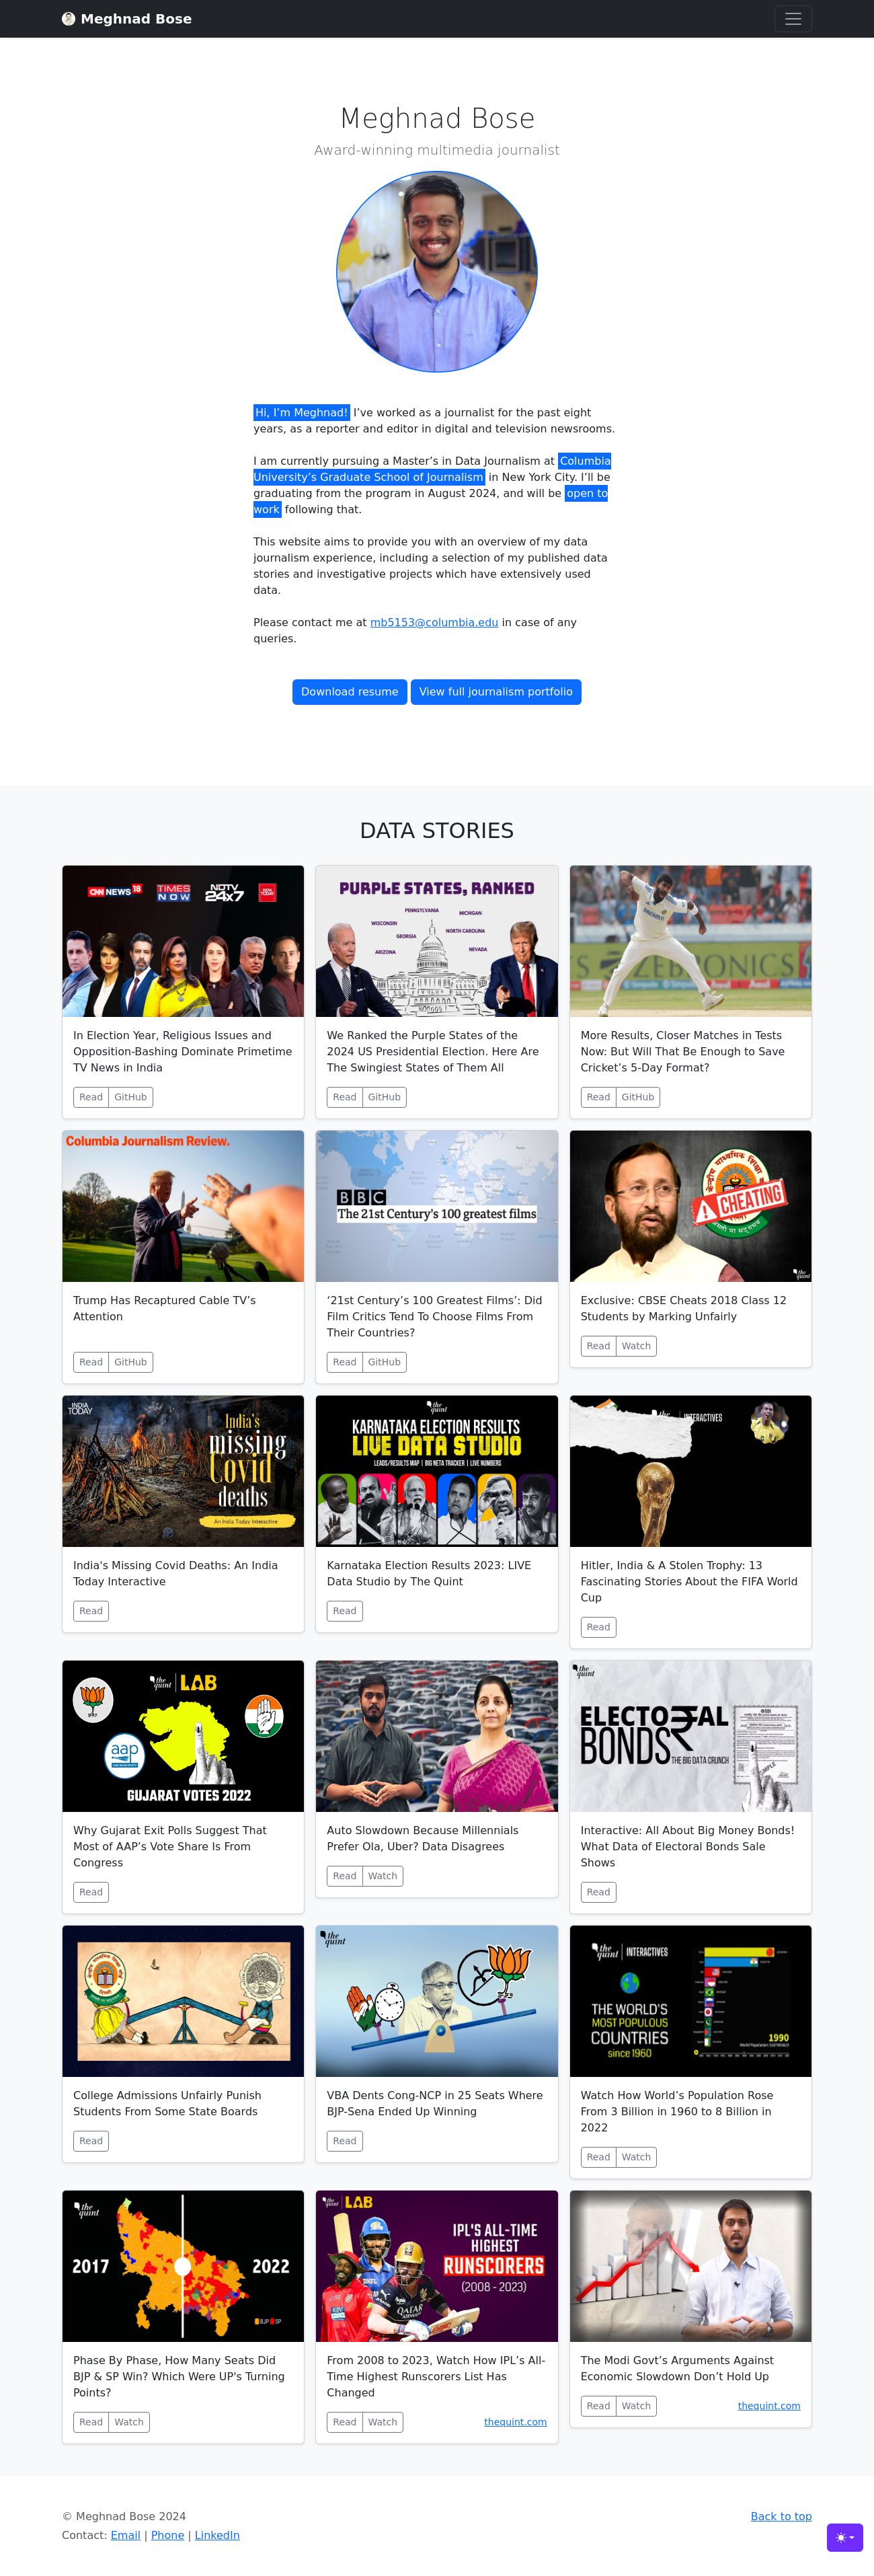 Meghnad Bose
Meghnad Bose
Award-winning multimedia journalist
Hi, I’m Meghnad! I’ve worked as a journalist for the past eight
years, as a reporter and editor in digital and television newsrooms.
I am currently pursuing a Master’s in Data Journalism at Columbia
University’s Graduate School of Journalism in New York City. I’ll be
graduating from the program in August 2024, and will be open to
work following that.
This website aims to provide you with an overview of my data
journalism experience, including a selection of my published data
stories and investigative projects which have extensively used
data.
Please contact me at mb5153@columbia.edu in case of any
queries.
Download resume View full journalism portfolio
DATA STORIES
CNN NEWS 18 TIMES NOW NDTV 24x7 INDIA TODAY
In Election Year, Religious Issues and
Opposition-Bashing Dominate Primetime
TV News in India
Read GitHub
PURPLE STATES, RANKED
PENNSYLVANIA
MICHIGAN
WISCONSIN
NORTH CAROLINA
GEORGIA
NEVADA
ARIZONA
We Ranked the Purple States of the
2024 US Presidential Election. Here Are
The Swingiest States of Them All
Read GitHub
S ZEBRONICS
More Results, Closer Matches in Tests
Now: But Will That Be Enough to Save
Cricket’s 5-Day Format?
Read GitHub
Columbia Journalism Review.
Trump Has Recaptured Cable TV’s
Attention
Read GitHub
BBC
The 21st Century’s 100 greatest films
‘21st Century’s 100 Greatest Films’: Did
Film Critics Tend To Choose Films From
Their Countries?
Read GitHub
CHEATING
the quint
Exclusive: CBSE Cheats 2018 Class 12
Students by Marking Unfairly
Read Watch
INDIA TODAY
India’s
missing
Covid
deaths
An India Today Interactive
India's Missing Covid Deaths: An India
Today Interactive
Read
the quint
KARNATAKA ELECTION RESULTS
LIVE DATA STUDIO
LEADS/RESULTS MAP | BIG NETA TRACKER | LIVE NUMBERS
Karnataka Election Results 2023: LIVE
Data Studio by The Quint
Read
INTERACTIVES
Hitler, India & A Stolen Trophy: 13
Fascinating Stories About the FIFA World
Cup
Read
the quint LAB
aap
GUJARAT VOTES 2022
Why Gujarat Exit Polls Suggest That
Most of AAP’s Vote Share Is From
Congress
Read
Auto Slowdown Because Millennials
Prefer Ola, Uber? Data Disagrees
Read Watch
the quint
ELECTO₹AL
BONDS THE BIG DATA CRUNCH
Interactive: All About Big Money Bonds!
What Data of Electoral Bonds Sale
Shows
Read
College Admissions Unfairly Punish
Students From Some State Boards
Read
the quint
VBA Dents Cong-NCP in 25 Seats Where
BJP-Sena Ended Up Winning
Read
the quint INTERACTIVES
THE WORLD’S
MOST POPULOUS
COUNTRIES
since 1960
1990
Watch How World’s Population Rose
From 3 Billion in 1960 to 8 Billion in
2022
Read Watch
the quint
2017 2022
BJP SP
Phase By Phase, How Many Seats Did
BJP & SP Win? Which Were UP's Turning
Points?
Read Watch
the quint LAB
IPL’S ALL-TIME
HIGHEST
RUNSCORERS
(2008 - 2023)
QATAR
From 2008 to 2023, Watch How IPL’s All-
Time Highest Runscorers List Has
Changed
Read Watch thequint.com
The Modi Govt’s Arguments Against
Economic Slowdown Don’t Hold Up
Read Watch thequint.com
© Meghnad Bose 2024
Back to top
Contact: Email | Phone | LinkedIn